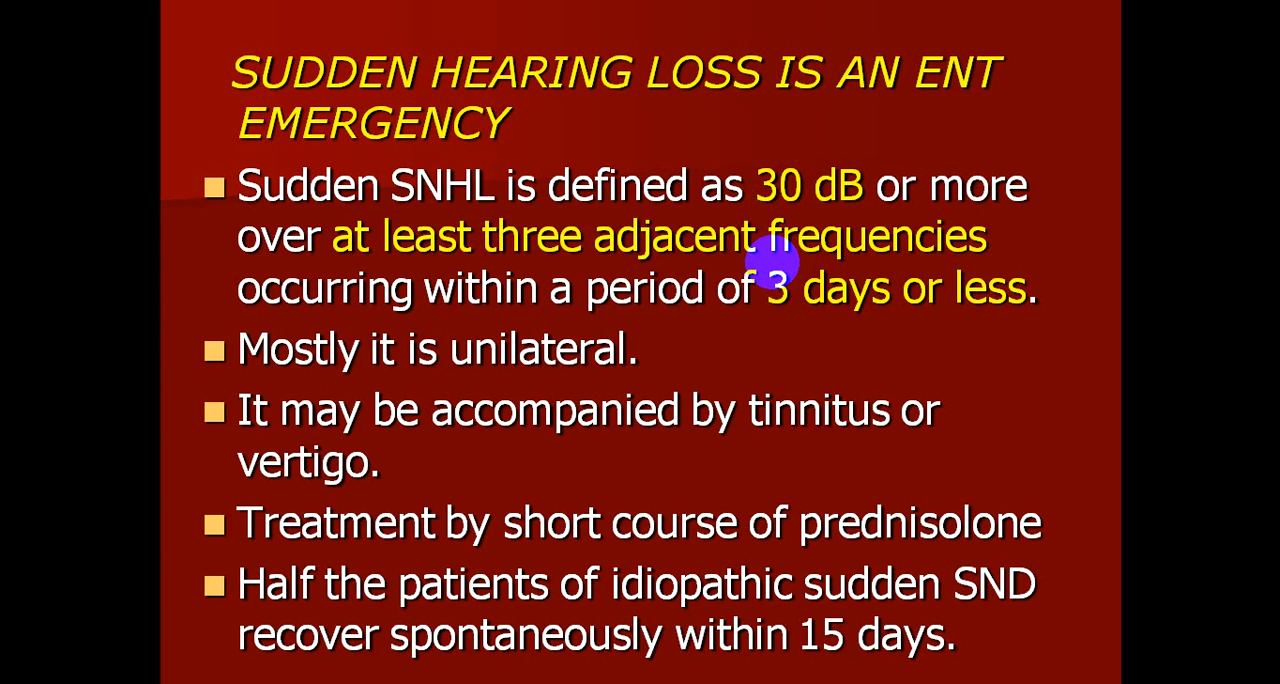 SUDDEN HEARING LOSS IS AN ENT
EMERGENCY
Sudden SNHL is defined as 30 dB or more
over at least three adjacent frequencies
occurring within a period of 3 days or less.
Mostly it is unilateral.
It may be accompanied by tinnitus or
vertigo.
Treatment by short course of prednisolone
Half the patients of idiopathic sudden SND
recover spontaneously within 15 days.